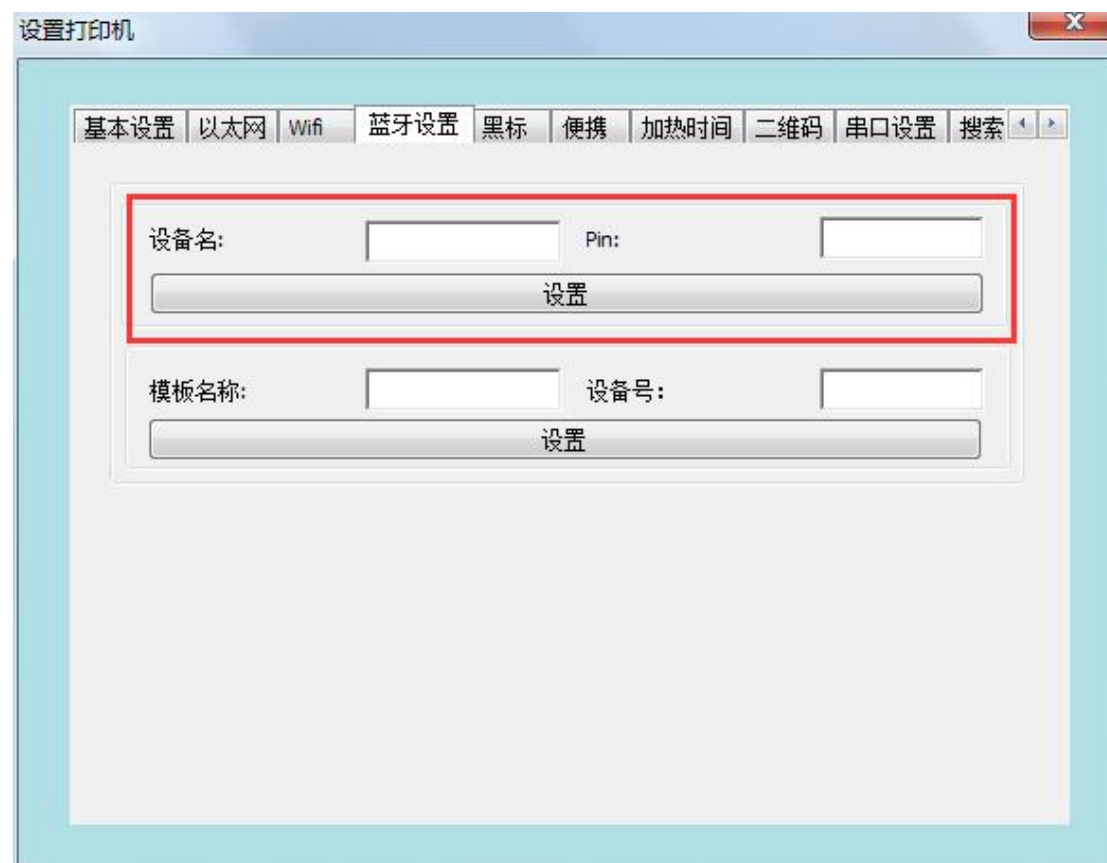 设置打印机
基本设置 以太网 Wifi 蓝牙设置 黑标 便携 加热时间 二维码 串口设置 搜索
设备名: Pin:
设置
模板名称: 设备号：
设置